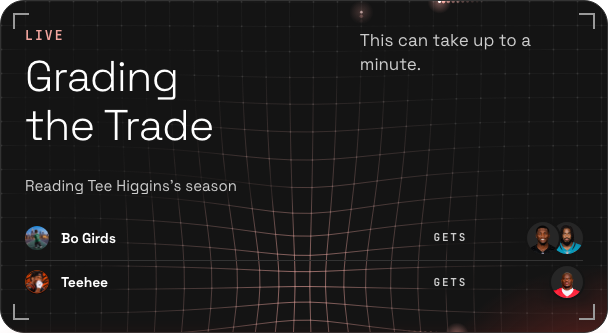 LIVE
Grading
the Trade
This can take up to a
minute.
Reading Tee Higgins's season
Bo Girds
GETS
Teehee
GETS